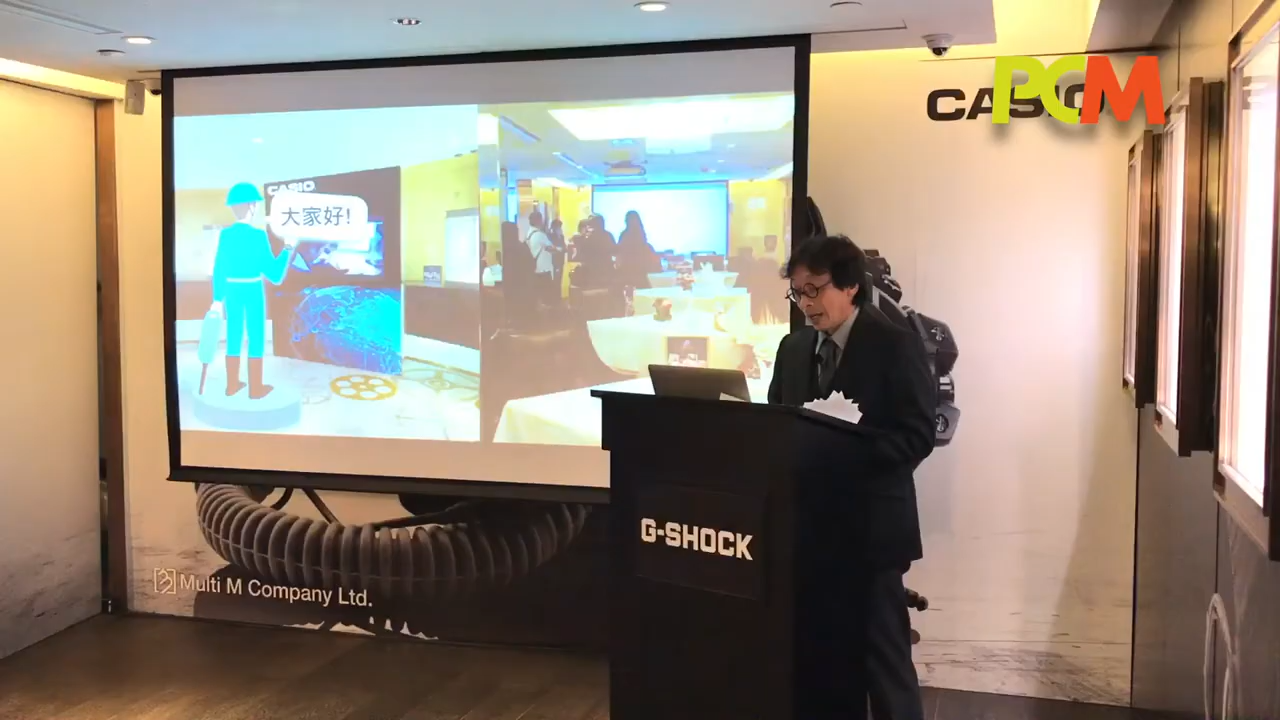 CASIO
PCM
CASIO
大家好!
G-SHOCK
Multi M Company Ltd.